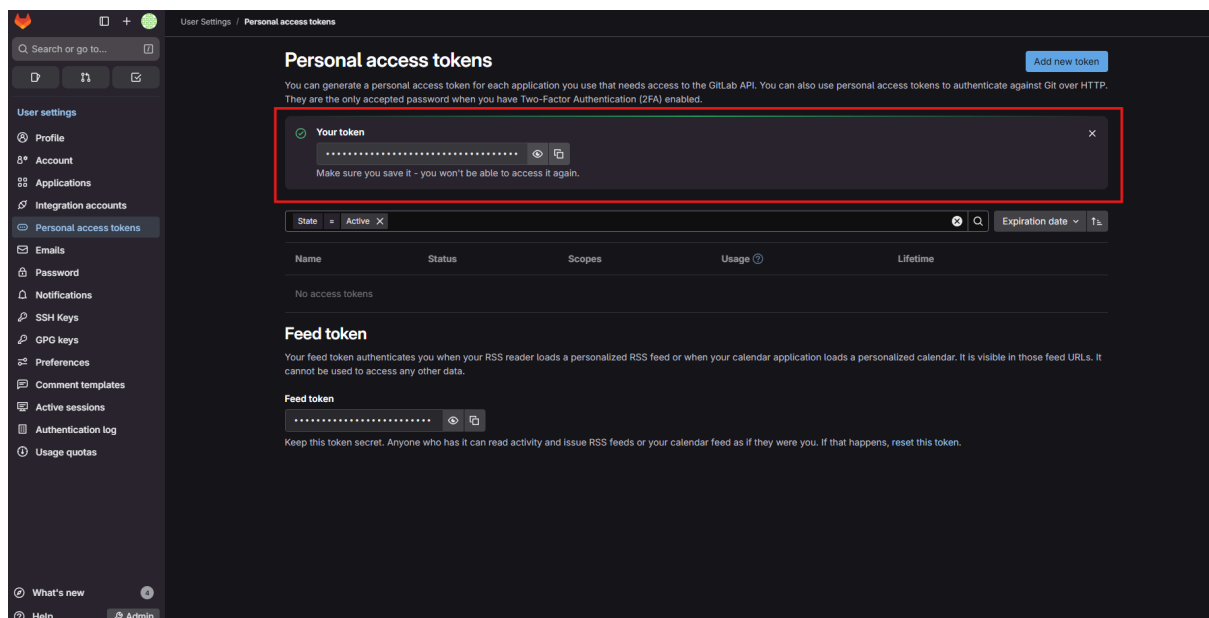 User Settings / Personal access tokens
Search or go to... /
User settings
Profile
Account
Applications
Integration accounts
Personal access tokens
Emails
Password
Notifications
SSH Keys
GPG keys
Preferences
Comment templates
Active sessions
Authentication log
Usage quotas
What's new 4
Help Admin
Personal access tokens
Add new token
You can generate a personal access token for each application you use that needs access to the GitLab API. You can also use personal access tokens to authenticate against Git over HTTP.
They are the only accepted password when you have Two-Factor Authentication (2FA) enabled.
Your token
Make sure you save it - you won't be able to access it again.
State = Active
Expiration date
Name Status Scopes Usage Lifetime
No access tokens
Feed token
Your feed token authenticates you when your RSS reader loads a personalized RSS feed or when your calendar application loads a personalized calendar. It is visible in those feed URLs. It
cannot be used to access any other data.
Feed token
Keep this token secret. Anyone who has it can read activity and issue RSS feeds or your calendar feed as if they were you. If that happens, reset this token.